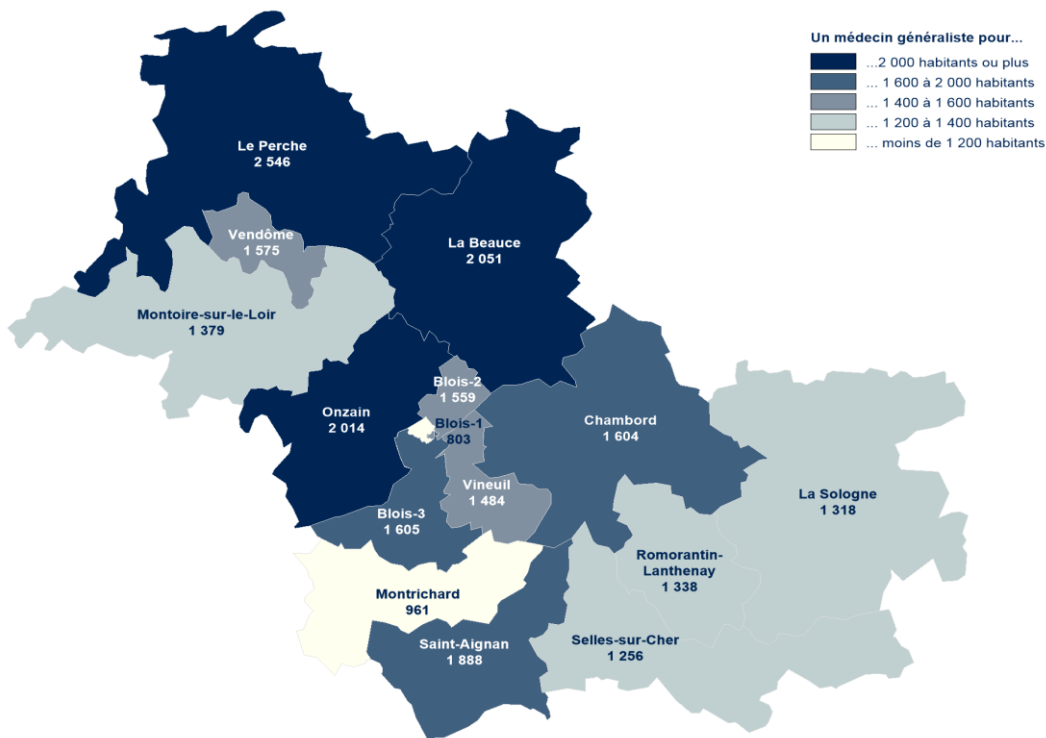 Un médecin généraliste pour...
...2 000 habitants ou plus
... 1 600 à 2 000 habitants
... 1 400 à 1 600 habitants
... 1 200 à 1 400 habitants
... moins de 1 200 habitants
Le Perche
2 546
Vendôme
1 575
La Beauce
2 051
Montoire-sur-le-Loir
1 379
Blois-2
1 559
Onzain
2 014
Blois-1
803
Chambord
1 604
Vineuil
1 484
La Sologne
1 318
Blois-3
1 605
Romorantin-
Lanthenay
1 338
Montrichard
961
Saint-Aignan
1 888
Selles-sur-Cher
1 256